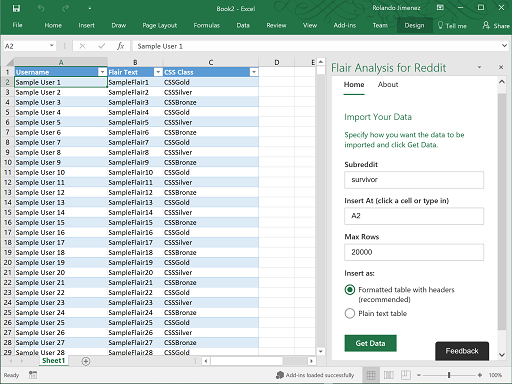 Book2 - Excel
Rolando Jimenez
File Home Insert Draw Page Layout Formulas Data Review View Add-ins Team Design Tell me Share
A2 fx Sample User 1
A B C D E
1 Username Flair Text CSS Class
2 Sample User 1 SampleFlair1 CSSGold
3 Sample User 2 SampleFlair2 CSSSilver
4 Sample User 3 SampleFlair3 CSSBronze
5 Sample User 4 SampleFlair4 CSSGold
6 Sample User 5 SampleFlair5 CSSSilver
7 Sample User 6 SampleFlair6 CSSBronze
8 Sample User 7 SampleFlair7 CSSGold
9 Sample User 8 SampleFlair8 CSSSilver
10 Sample User 9 SampleFlair9 CSSBronze
11 Sample User 10 SampleFlair10 CSSGold
12 Sample User 11 SampleFlair11 CSSSilver
13 Sample User 12 SampleFlair12 CSSBronze
14 Sample User 13 SampleFlair13 CSSGold
15 Sample User 14 SampleFlair14 CSSSilver
16 Sample User 15 SampleFlair15 CSSBronze
17 Sample User 16 SampleFlair16 CSSGold
18 Sample User 17 SampleFlair17 CSSSilver
19 Sample User 18 SampleFlair18 CSSBronze
20 Sample User 19 SampleFlair19 CSSGold
21 Sample User 20 SampleFlair20 CSSSilver
22 Sample User 21 SampleFlair21 CSSBronze
23 Sample User 22 SampleFlair22 CSSGold
24 Sample User 23 SampleFlair23 CSSSilver
25 Sample User 24 SampleFlair24 CSSBronze
26 Sample User 25 SampleFlair25 CSSGold
27 Sample User 26 SampleFlair26 CSSSilver
28 Sample User 27 SampleFlair27 CSSBronze
29 Sample User 28 SampleFlair28 CSSGold
Sheet1
Flair Analysis for Reddit
Home About
Import Your Data
Specify how you want the data to be
imported and click Get Data.
Subreddit
survivor
Insert At (click a cell or type in)
A2
Max Rows
20000
Insert as:
Formatted table with headers
(recommended)
Plain text table
Get Data
Feedback
Ready
Add-ins loaded successfully
100%